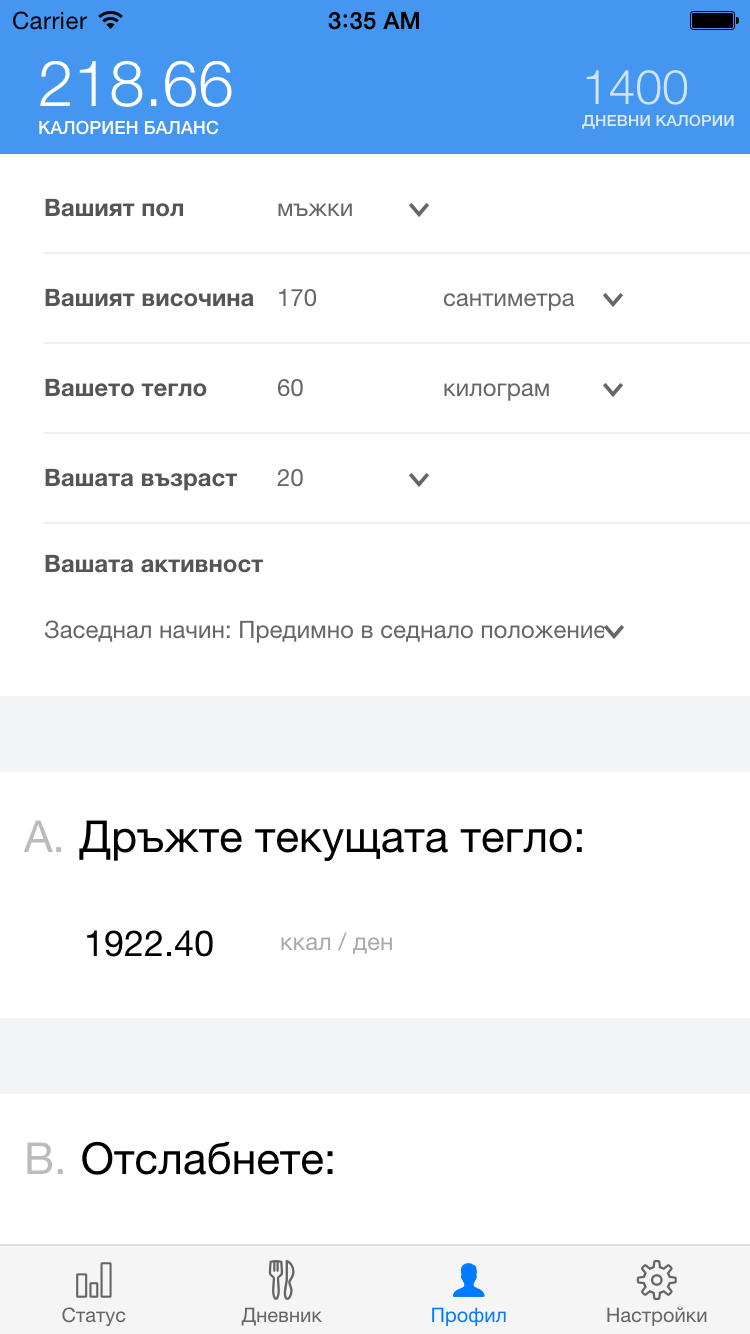 Carrier 3:35 AM
218.66 1400
КАЛОРИЕН БАЛАНС ДНЕВНИ КАЛОРИИ
Вашият пол мъжки
Вашият височина 170 сантиметра
Вашето тегло 60 килограм
Вашата възраст 20
Вашата активност
Заседнал начин: Предимно в седнало положение
A. Дръжте текущата тегло:
1922.40 ккал / ден
B. Отслабнете:
Статус Дневник Профил Настройки